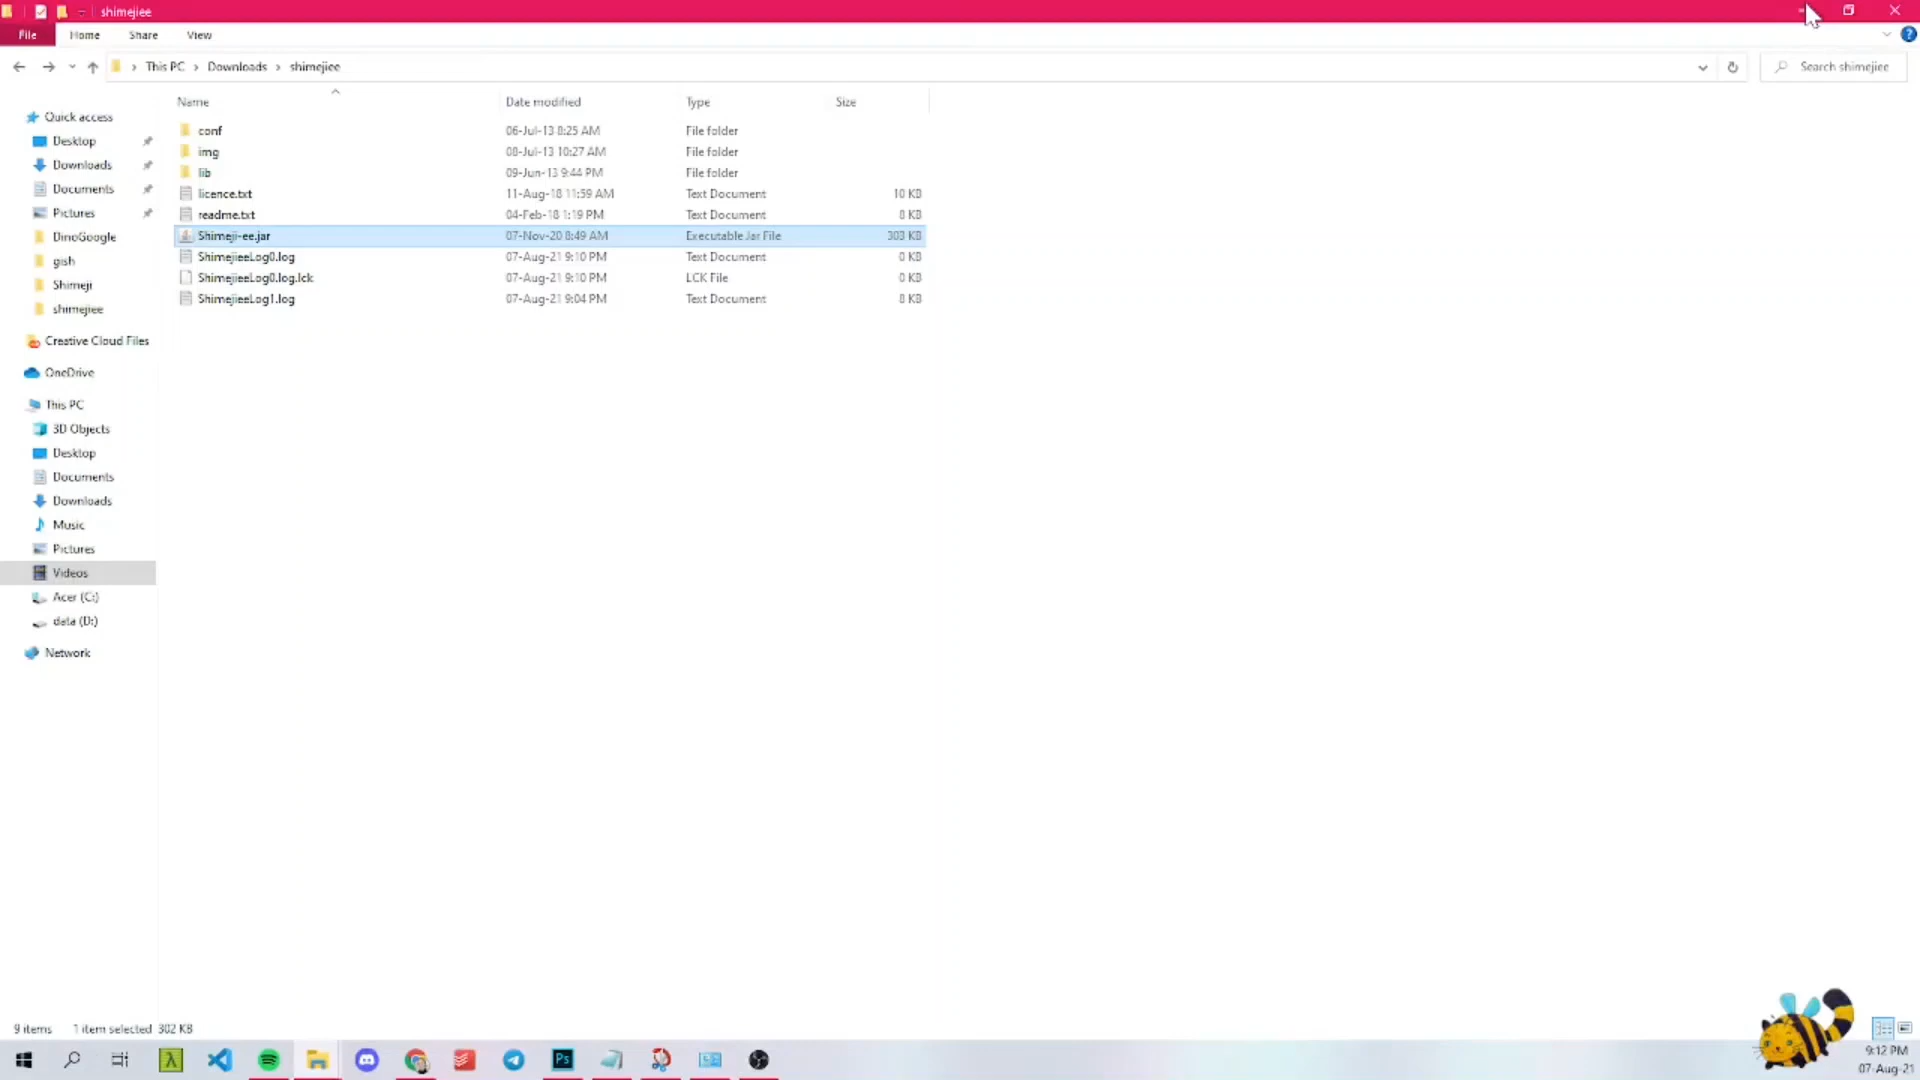 shimejiee
File Home Share View
This PC Downloads shimejiee Search shimejiee
Name Date modified Type Size
conf 06-Jul-13 8:25 AM File folder
img 08-Jul-13 10:27 AM File folder
lib 09-Jun-13 9:44 PM File folder
licence.txt 11-Aug-18 11:59 AM Text Document 10 KB
readme.txt 04-Feb-18 1:19 PM Text Document 8 KB
Shimeji-ee.jar 07-Nov-20 8:49 AM Executable Jar File 303 KB
ShimejieeLog0.log 07-Aug-21 9:10 PM Text Document 0 KB
ShimejieeLog0.log.lck 07-Aug-21 9:10 PM LCK File 0 KB
ShimejieeLog1.log 07-Aug-21 9:04 PM Text Document 8 KB
Quick access
Desktop
Downloads
Documents
Pictures
DinoGoogle
gish
Shimeji
shimejiee
Creative Cloud Files
OneDrive
This PC
3D Objects
Desktop
Documents
Downloads
Music
Pictures
Videos
Acer (C:)
data (D:)
Network
9 items 1 item selected 302 KB
Ps
9:12 PM
07-Aug-21